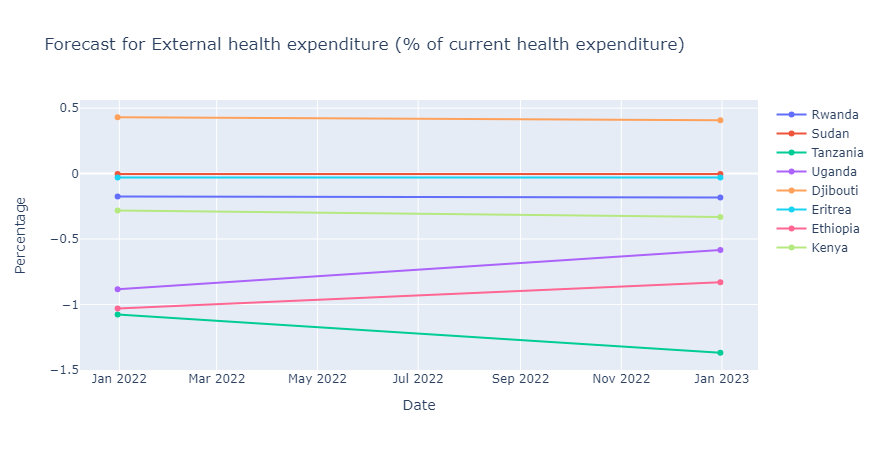 Forecast for External health expenditure (% of current health expenditure)
0.5
0
−0.5
−1
−1.5
Percentage
Jan 2022
Mar 2022
May 2022
Jul 2022
Sep 2022
Nov 2022
Jan 2023
Date
Rwanda
Sudan
Tanzania
Uganda
Djibouti
Eritrea
Ethiopia
Kenya